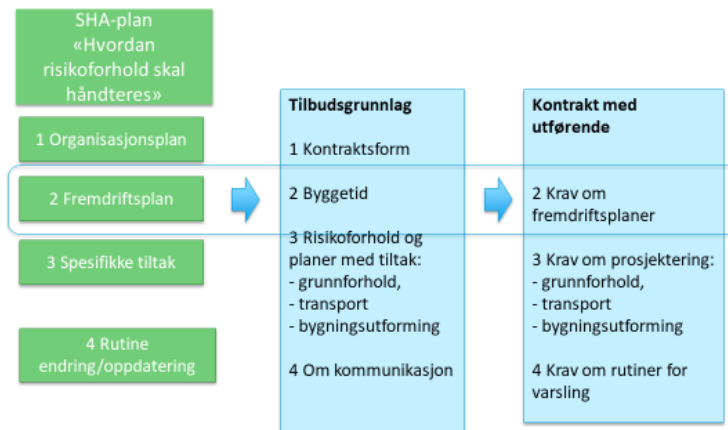 SHA-plan
«Hvordan
risikoforhold skal
håndteres»
1 Organisasjonsplan
2 Fremdriftsplan
3 Spesifikke tiltak
4 Rutine
endring/oppdatering
Tilbudsgrunnlag
1 Kontraktsform
2 Byggetid
3 Risikoforhold og
planer med tiltak:
- grunnforhold,
- transport
- bygningsutforming
4 Om kommunikasjon
Kontrakt med
utførende
2 Krav om
fremdriftsplaner
3 Krav om prosjektering:
- grunnforhold,
- transport
- bygningsutforming
4 Krav om rutiner for
varsling